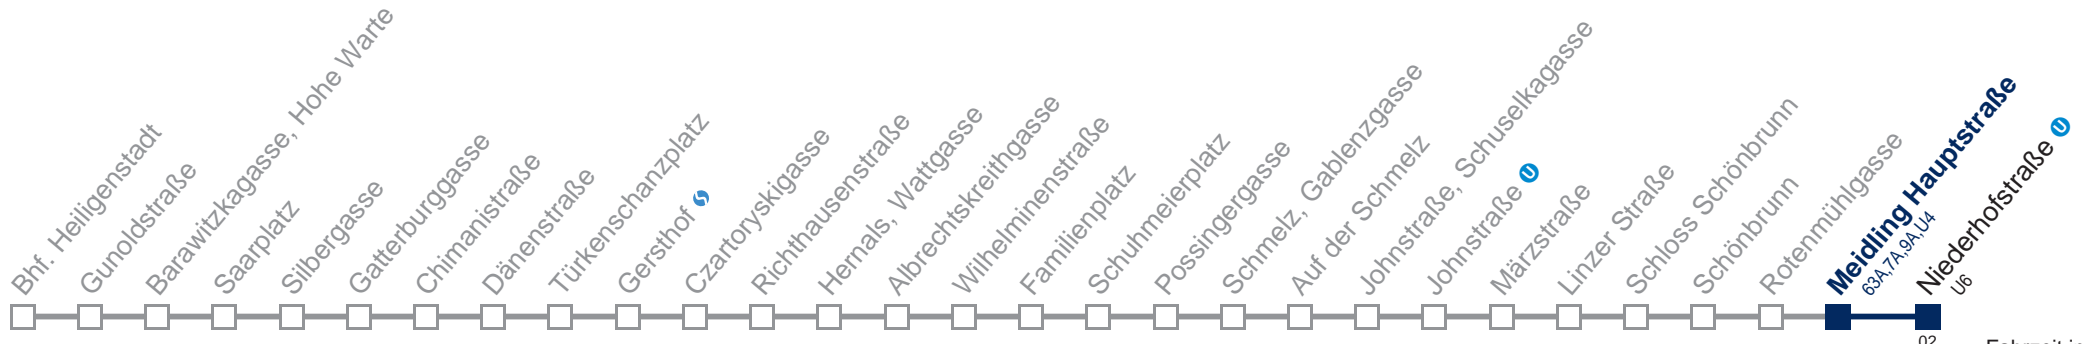 Bhf. Heiligenstadt
Gunoldstraße
Barawitzkagasse, Hohe Warte
Saarplatz
Silbergasse
Gatterburggasse
Chimanistraße
Dänenstraße
Türkenschanzplatz
Gersthof S
Czartoryskigasse
Richthausenstraße
Hernals, Wattgasse
Albrechtskreithgasse
Wilhelminenstraße
Familienplatz
Schuhmeierplatz
Possingergasse
Schmelz, Gablenzgasse
Auf der Schmelz
Johnstraße, Schuselkagasse
Johnstraße U
Märzstraße
Linzer Straße
Schloss Schönbrunn
Schönbrunn
Rotenmühlgasse
Meidling Hauptstraße
63A,7A,9A,U4
Niederhofstraße U
U6
02